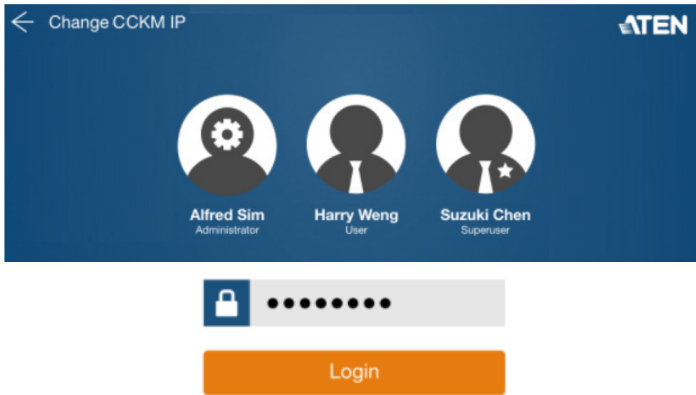 Change CCKM IP
ATEN
Alfred Sim
Administrator
Harry Weng
User
Suzuki Chen
Superuser
Login